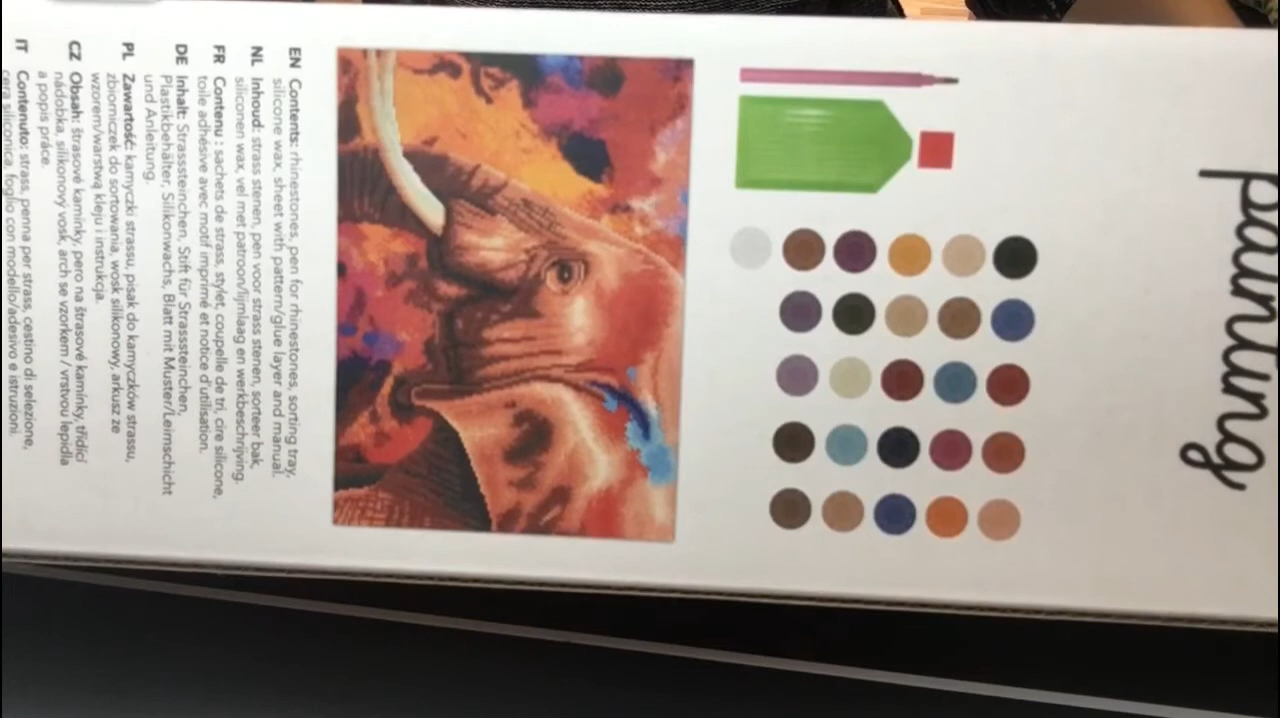 painting
EN Contents: rhinestones, pen for rhinestones, sorting tray,
silicone wax, sheet with pattern/glue layer and manual.
NL Inhoud: strass stenen, pen voor strass stenen, sorteer bak,
siliconen wax, vel met patroon/lijmlaag en werkbeschrijving.
FR Contenu : sachets de strass, stylet, coupelle de tri, cire silicone,
toile adhésive avec motif imprimé et notice d'utilisation.
DE Inhalt: Strasssteinchen, Stift für Strasssteinchen,
Plastikbehälter, Silikonwachs, Blatt mit Muster/Leimschicht
und Anleitung.
PL Zawartość: kamyczki strassu, pisak do kamyczków strassu,
zbiorniczek do sortowania, wosk silikonowy, arkusz ze
wzorem/warstwą kleju i instrukcja.
CZ Obsah: štrasové kamínky, pero na štrasové kamínky, třídící
nádobka, silikonový vosk, arch se vzorkem / vrstvou lepidla
a popis práce.
IT Contenuto: strass, penna per strass, cestino di selezione,
cera siliconica, foglio con modello/adesivo e istruzioni.